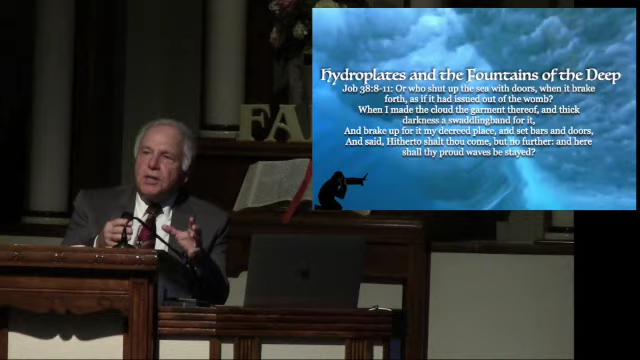 Hydroplates and the Fountains of the Deep
Job 38:8-11: Or who shut up the sea with doors, when it brake
forth, as if it had issued out of the womb?
When I made the cloud the garment thereof, and thick
darkness a swaddlingband for it,
And brake up for it my decreed place, and set bars and doors,
And said, Hitherto shalt thou come, but no further: and here
shall thy proud waves be stayed?
FA